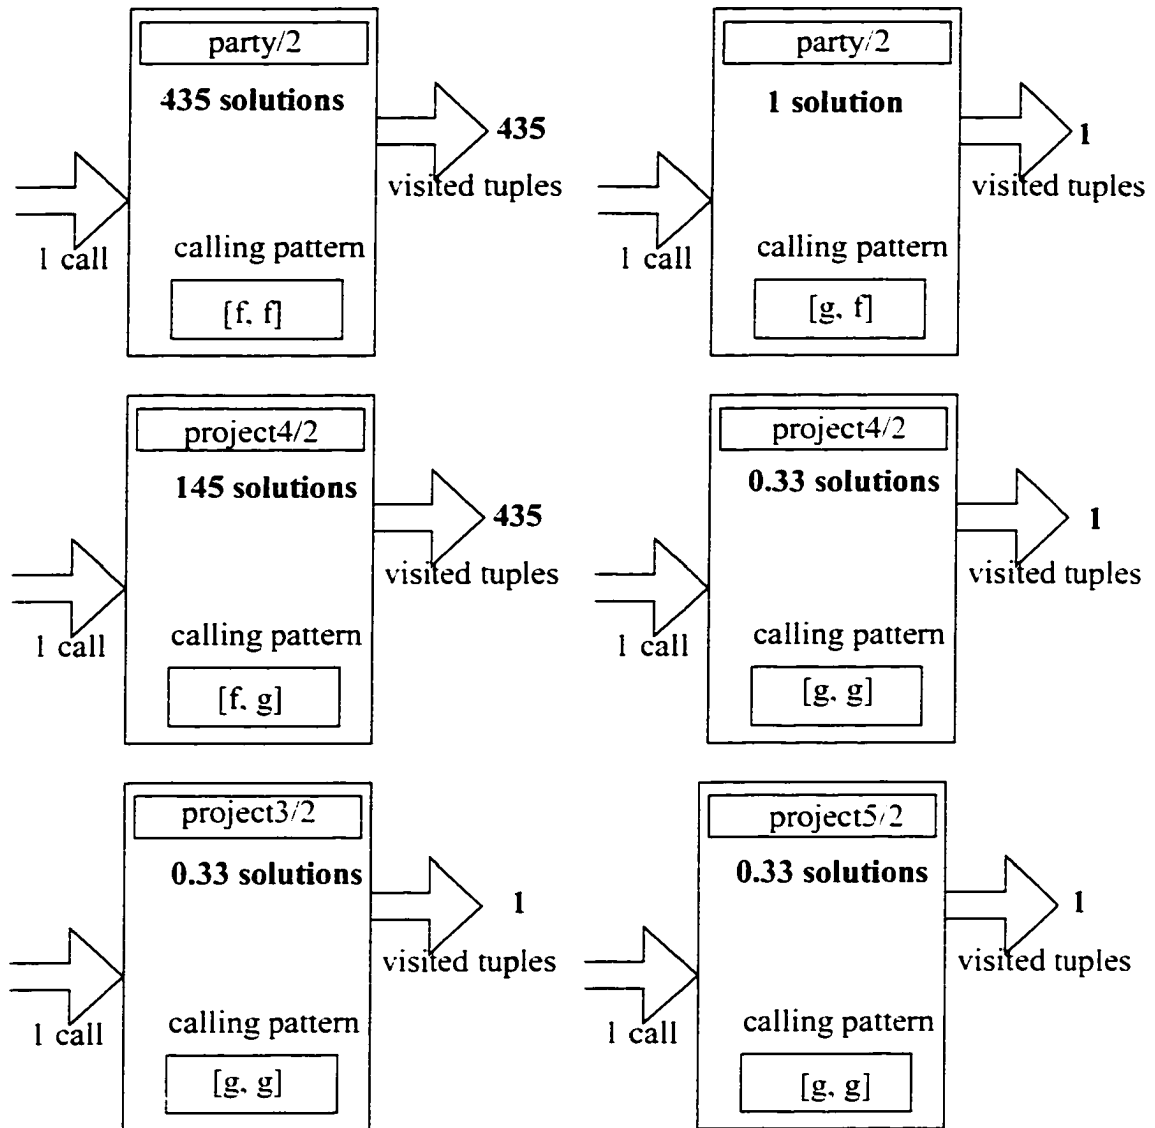 party/2
435 solutions
435
visited tuples
1 call
calling pattern
[f, f]
party/2
1 solution
1
visited tuples
1 call
calling pattern
[g, f]
project4/2
145 solutions
435
visited tuples
1 call
calling pattern
[f, g]
project4/2
0.33 solutions
1
visited tuples
1 call
calling pattern
[g, g]
project3/2
0.33 solutions
1
visited tuples
1 call
calling pattern
[g, g]
project5/2
0.33 solutions
1
visited tuples
1 call
calling pattern
[g, g]